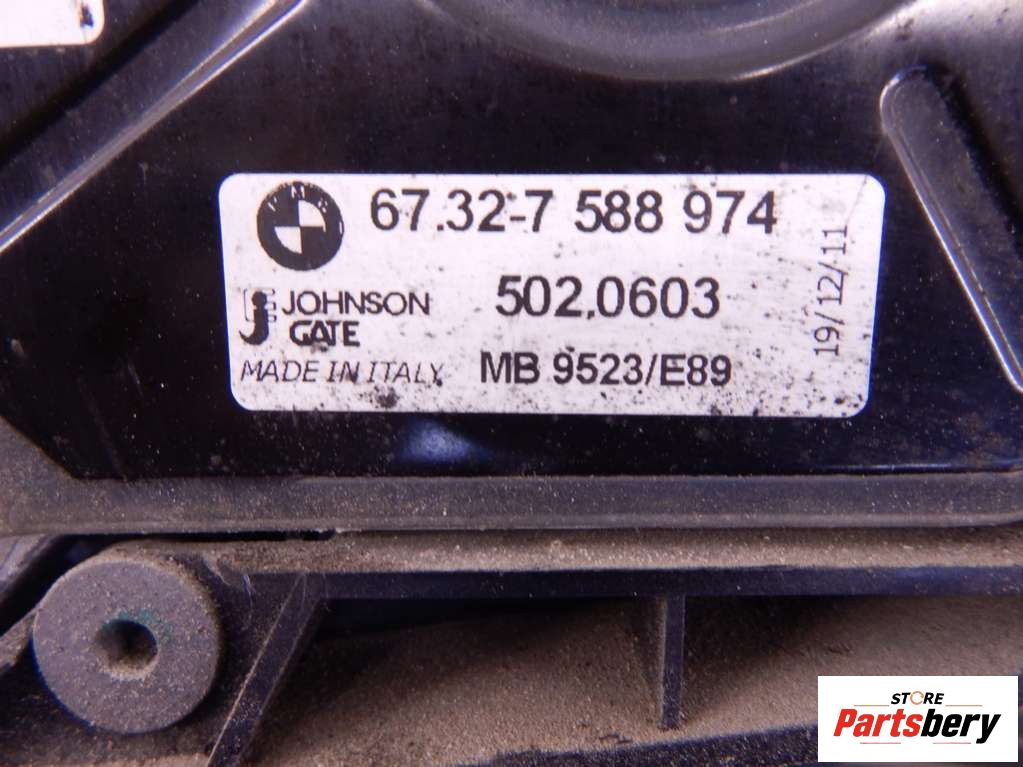 67.32-7 588 974
JOHNSON
GATE
502.0603
MADE IN ITALY
MB 9523/E89
19/12/11
STORE
Partsbery